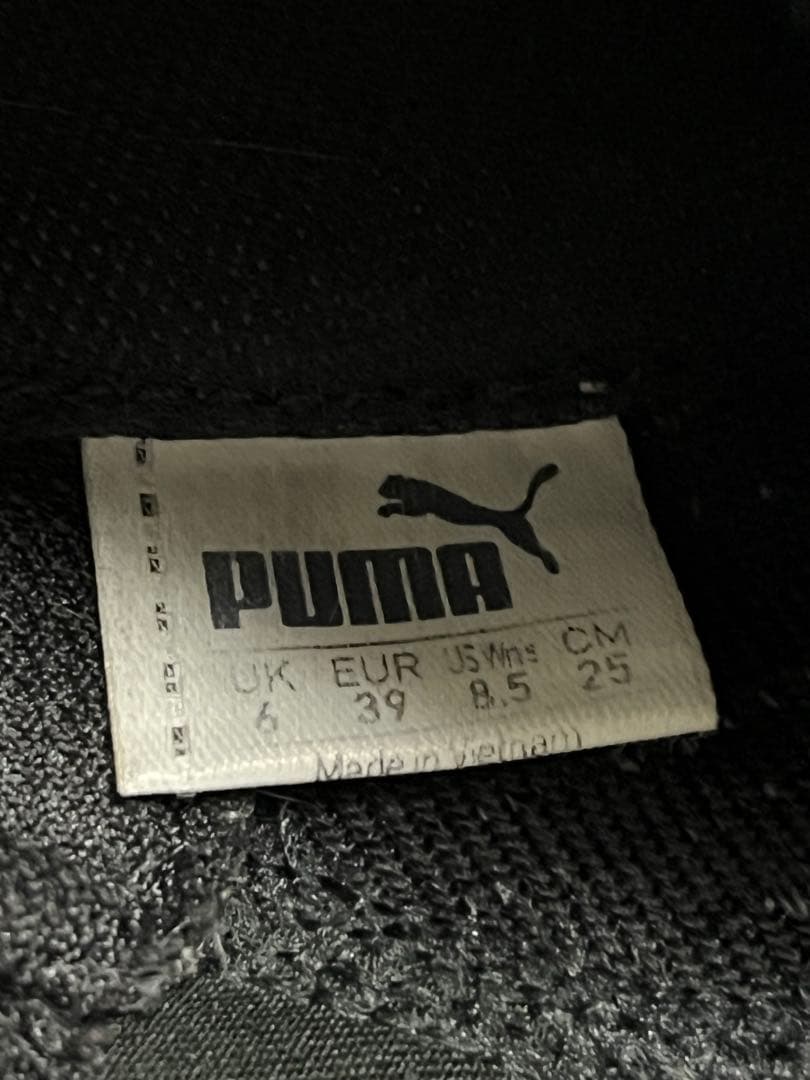 PUMA
UK EUR US Wns CM
6 39 8.5 25
Made in Vietnam